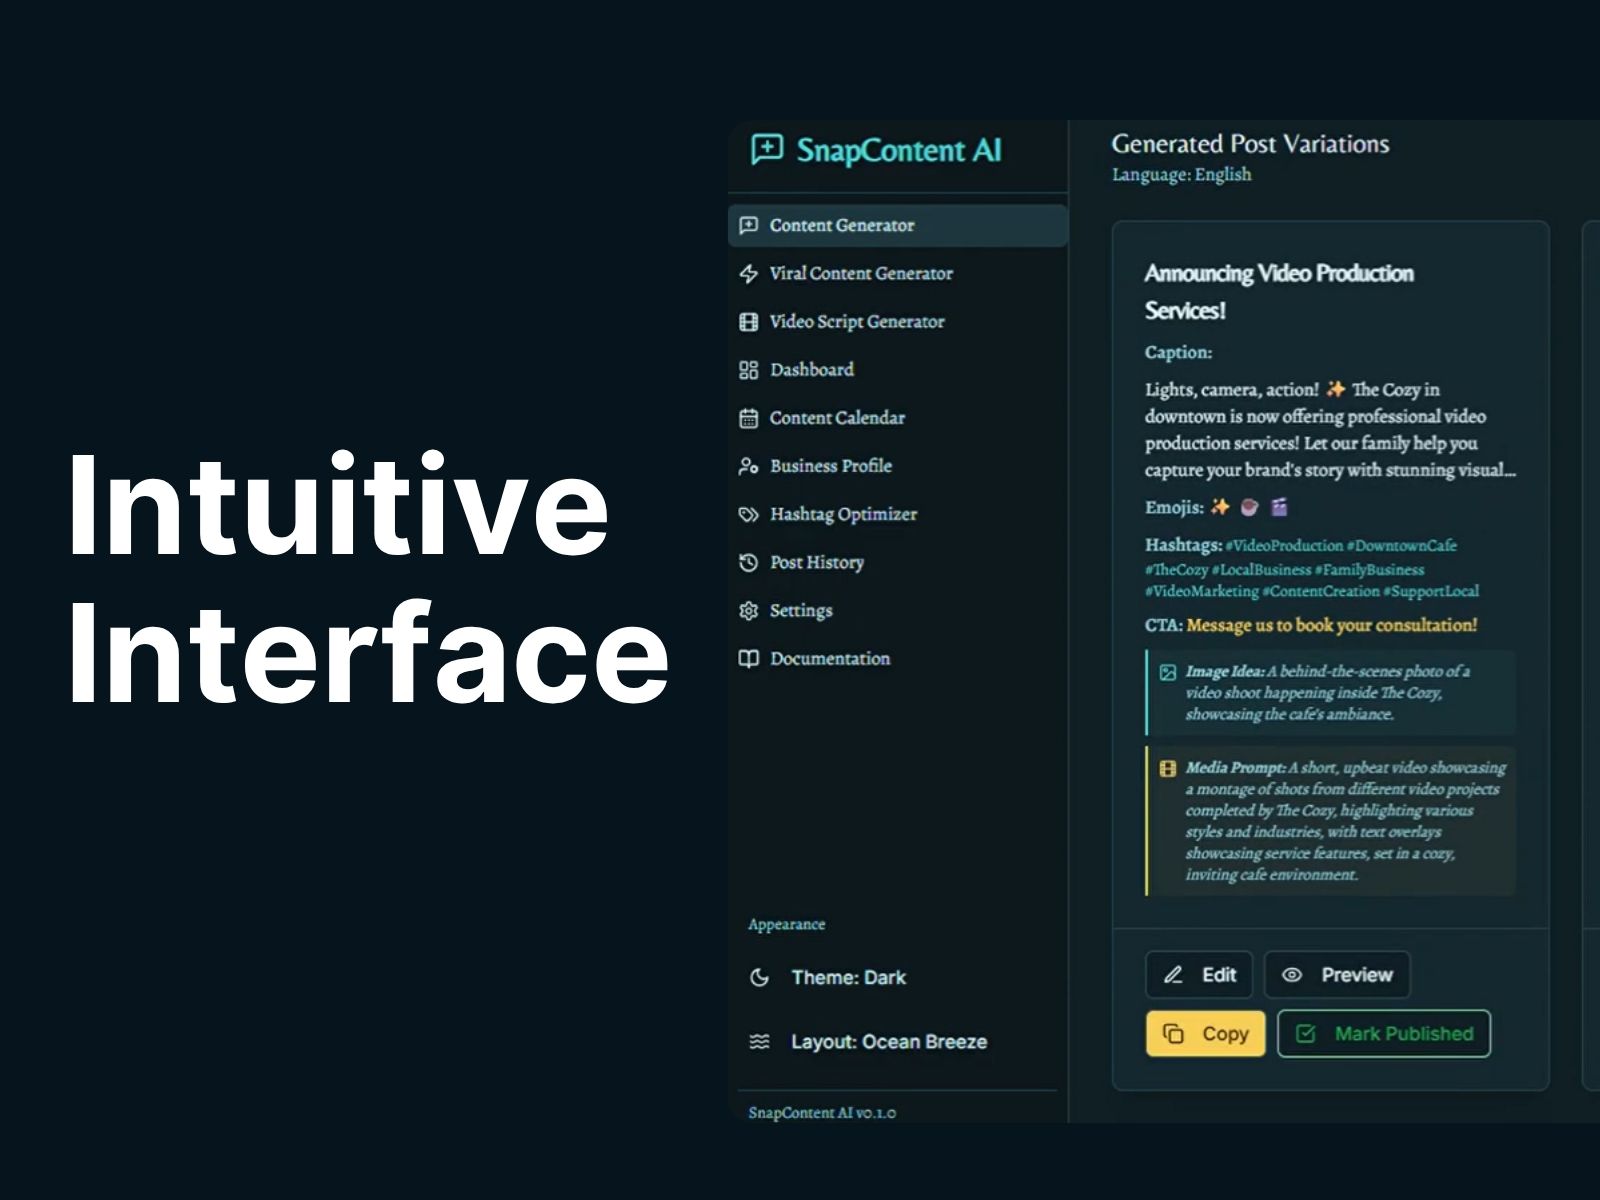 Intuitive
Interface
SnapContent AI
Content Generator
Viral Content Generator
Video Script Generator
Dashboard
Content Calendar
Business Profile
Hashtag Optimizer
Post History
Settings
Documentation
Appearance
Theme: Dark
Layout: Ocean Breeze
SnapContent AI v0.1.0
Generated Post Variations
Language: English
Announcing Video Production
Services!
Caption:
Lights, camera, action! ✨ The Cozy in
downtown is now offering professional video
production services! Let our family help you
capture your brand's story with stunning visual...
Emojis: ✨ ☕ 🎬
Hashtags: #VideoProduction #DowntownCafe
#TheCozy #LocalBusiness #FamilyBusiness
#VideoMarketing #ContentCreation #SupportLocal
CTA: Message us to book your consultation!
Image Idea: A behind-the-scenes photo of a
video shoot happening inside The Cozy,
showcasing the cafe's ambiance.
Media Prompt: A short, upbeat video showcasing
a montage of shots from different video projects
completed by The Cozy, highlighting various
styles and industries, with text overlays
showcasing service features, set in a cozy,
inviting cafe environment.
Edit
Preview
Copy
Mark Published